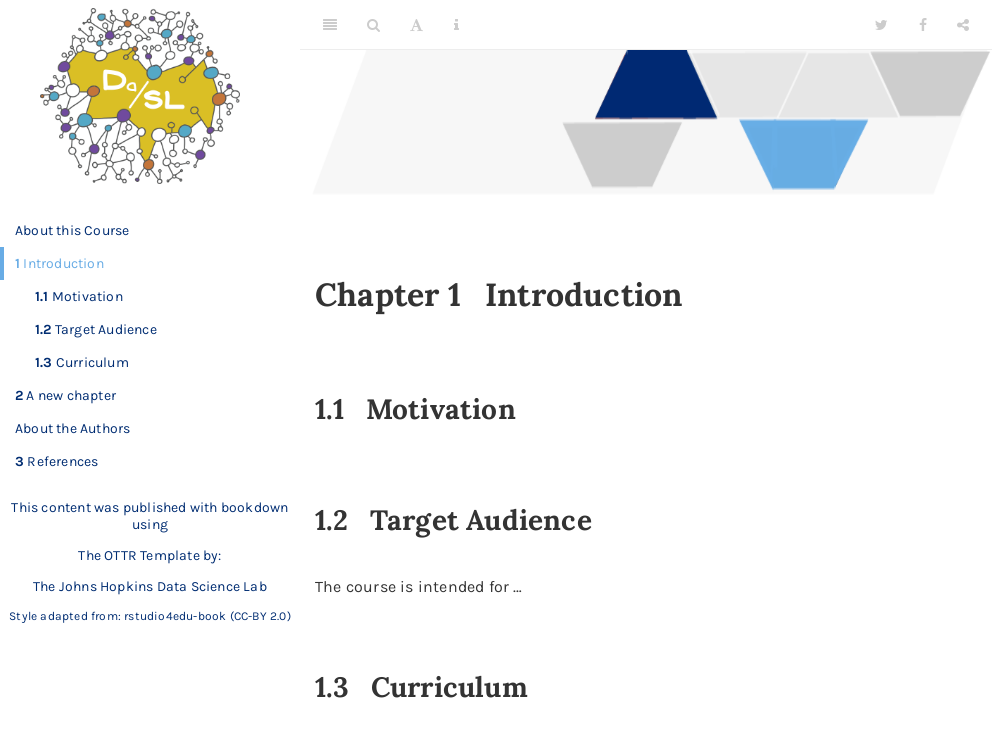 DaSL
About this Course
1 Introduction
1.1 Motivation
1.2 Target Audience
1.3 Curriculum
2 A new chapter
About the Authors
3 References
This content was published with bookdown
using
The OTTR Template by:
The Johns Hopkins Data Science Lab
Style adapted from: rstudio4edu-book (CC-BY 2.0)
A
i
Chapter 1 Introduction
1.1 Motivation
1.2 Target Audience
The course is intended for …
1.3 Curriculum